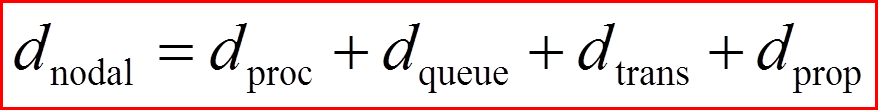 d_nodal = d_proc + d_queue + d_trans + d_prop